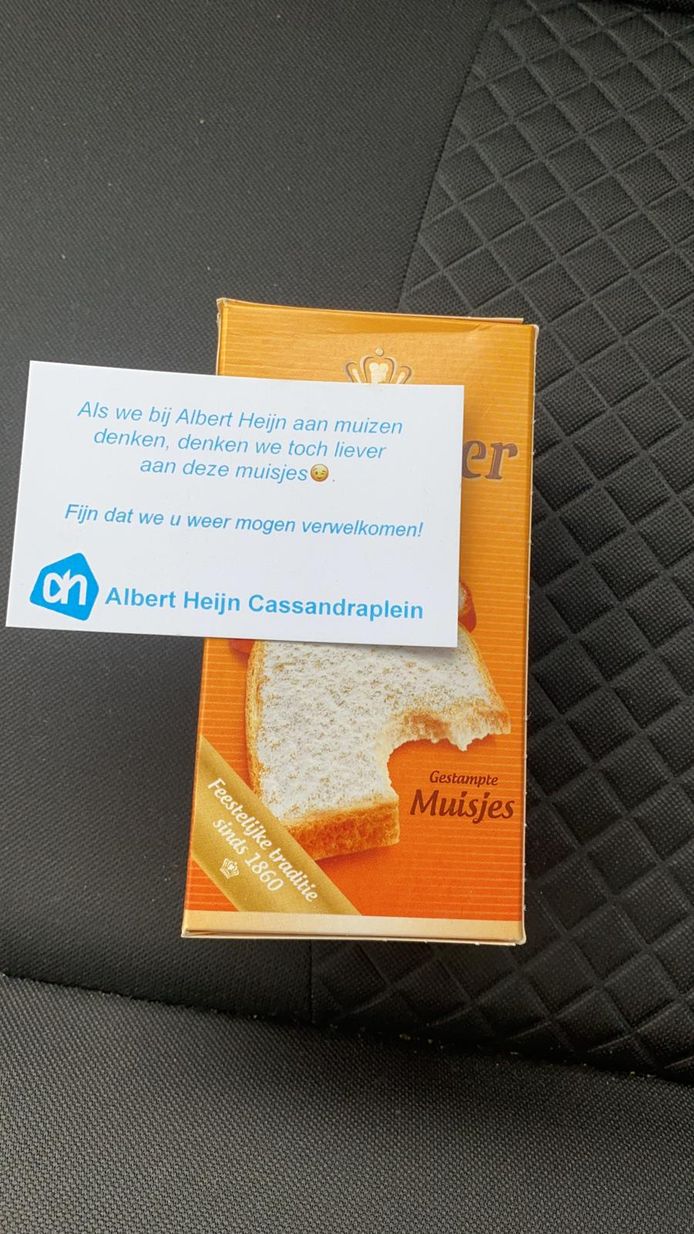 Als we bij Albert Heijn aan muizen
denken, denken we toch liever
aan deze muisjes😉.
Fijn dat we u weer mogen verwelkomen!
ah Albert Heijn Cassandraplein
er
Gestampte
Muisjes
Feestelijke traditie
sinds 1860